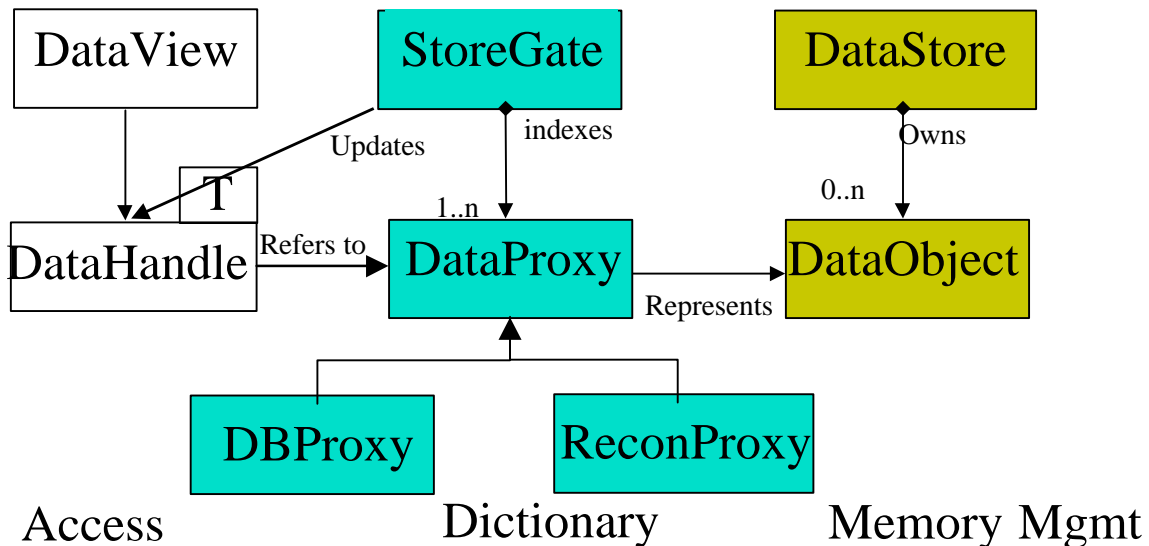 DataView
StoreGate
DataStore
Updates
indexes
Owns
T
1..n
0..n
DataHandle
Refers to
DataProxy
DataObject
Represents
DBProxy
ReconProxy
Access
Dictionary
Memory Mgmt